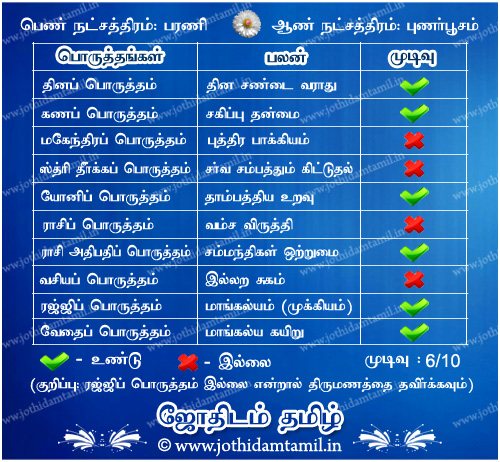 பெண் நட்சத்திரம்: பரணி ஆண் நட்சத்திரம்: புணர்பூசம்
பொருத்தங்கள் பலன் முடிவு
தினப் பொருத்தம் தின சண்டை வராது
கணப் பொருத்தம் சகிப்பு தன்மை
மகேந்திரப் பொருத்தம் புத்திர பாக்கியம்
ஸ்த்ரி தீர்க்கப் பொருத்தம் சர்வ சம்பத்தும் கிட்டுதல்
யோனிப் பொருத்தம் தாம்பத்திய உறவு
ராசிப் பொருத்தம் வம்ச விருத்தி
ராசி அதிபதிப் பொருத்தம் சம்மந்திகள் ஒற்றுமை
வசியப் பொருத்தம் இல்லற சுகம்
ரஜ்ஜிப் பொருத்தம் மாங்கல்யம் (முக்கியம்)
வேதைப் பொருத்தம் மாங்கல்ய கயிறு
- உண்டு - இல்லை முடிவு : 6/10
(குறிப்பு: ரஜ்ஜிப் பொருத்தம் இல்லை என்றால் திருமணத்தை தவிர்க்கவும்)
ஜோதிடம் தமிழ்
© www.jothidamtamil.in